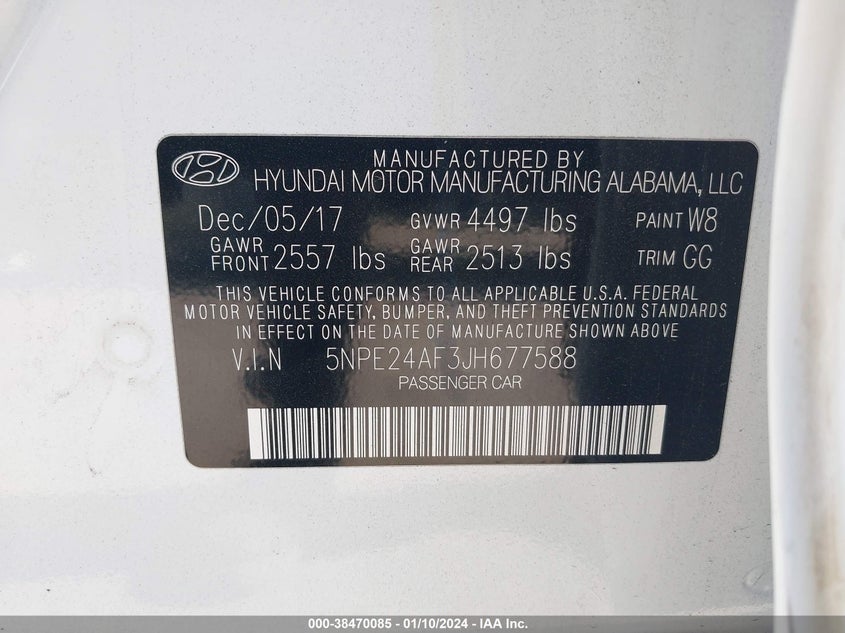 MANUFACTURED BY
HYUNDAI MOTOR MANUFACTURING ALABAMA, LLC
Dec/05/17 GVWR 4497 lbs PAINT W8
GAWR FRONT 2557 lbs GAWR REAR 2513 lbs TRIM GG
THIS VEHICLE CONFORMS TO ALL APPLICABLE U.S.A. FEDERAL
MOTOR VEHICLE SAFETY, BUMPER, AND THEFT PREVENTION STANDARDS
IN EFFECT ON THE DATE OF MANUFACTURE SHOWN ABOVE
V.I.N 5NPE24AF3JH677588
PASSENGER CAR
000-38470085 - 01/10/2024 - IAA Inc.